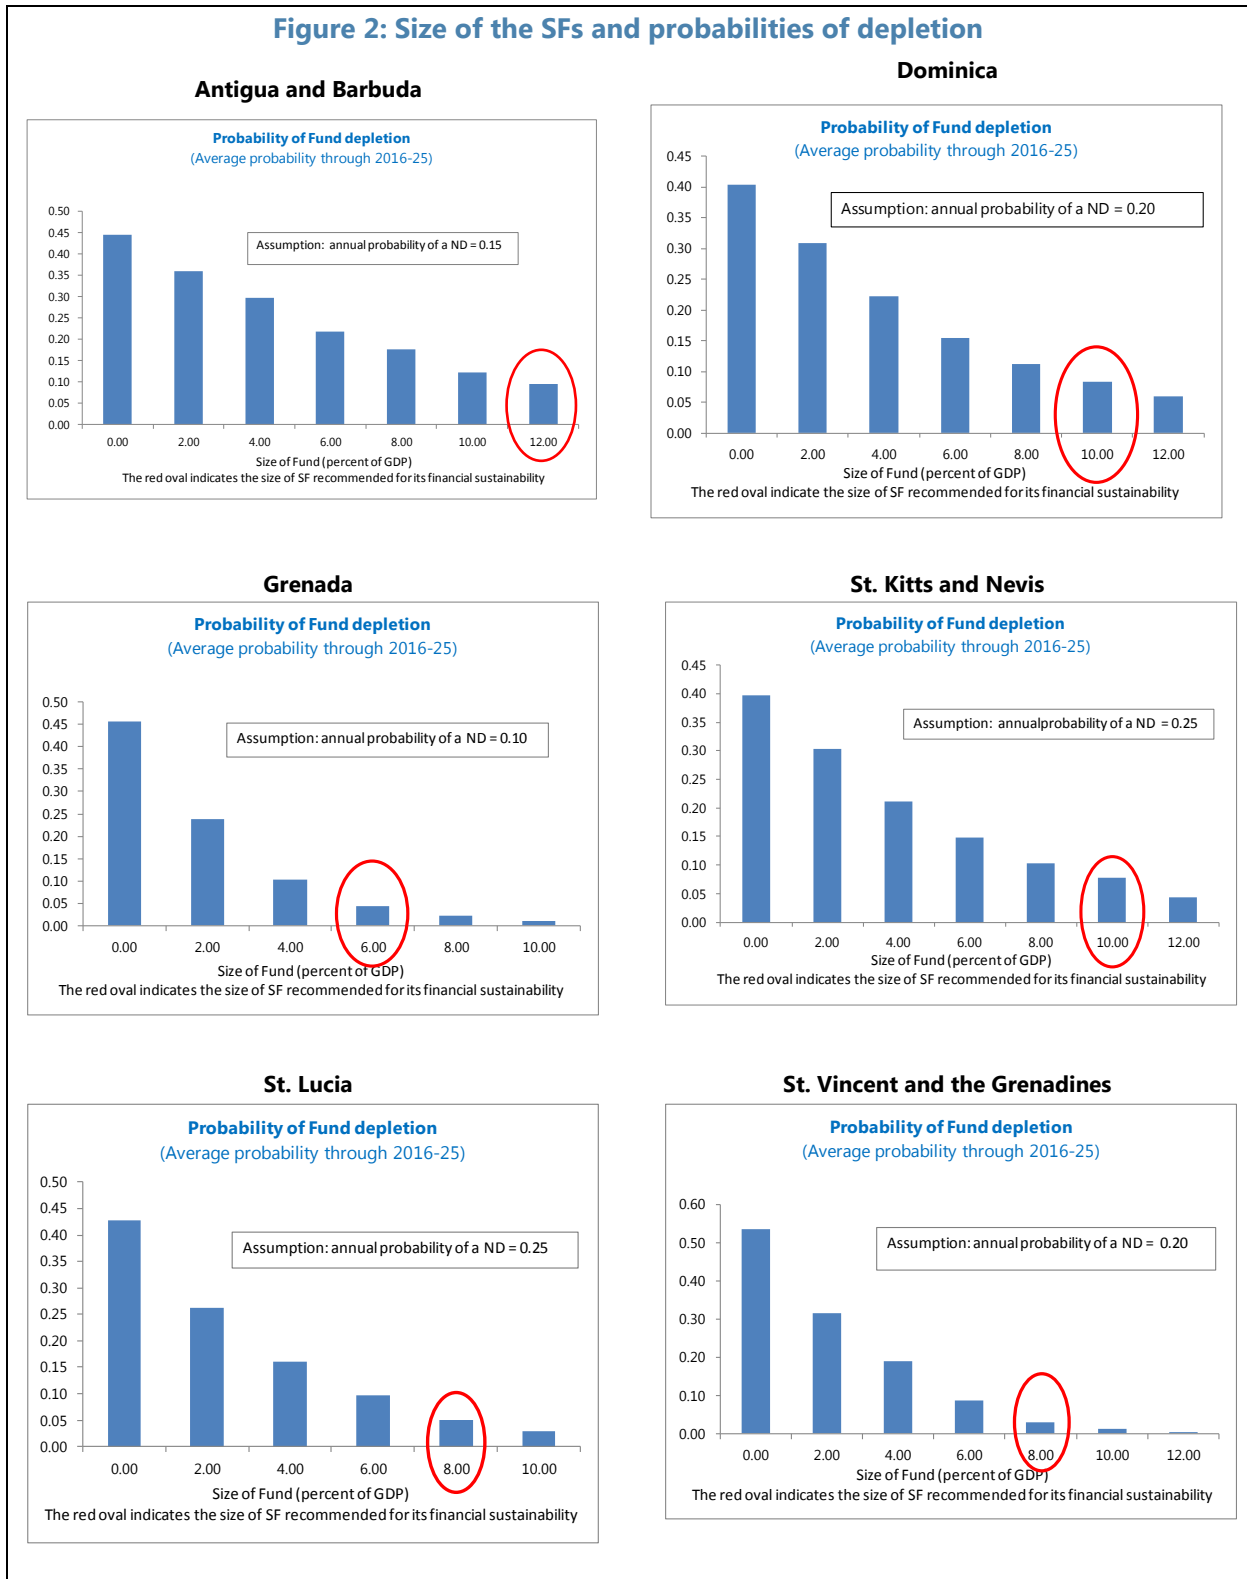 Figure 2: Size of the SFs and probabilities of depletion
Antigua and Barbuda
Probability of Fund depletion
(Average probability through 2016-25)
Assumption: annual probability of a ND = 0.15
0.50
0.45
0.40
0.35
0.30
0.25
0.20
0.15
0.10
0.05
0.00
0.00 2.00 4.00 6.00 8.00 10.00 12.00
Size of Fund (percent of GDP)
The red oval indicates the size of SF recommended for its financial sustainability
Dominica
Probability of Fund depletion
(Average probability through 2016-25)
Assumption: annual probability of a ND = 0.20
0.45
0.40
0.35
0.30
0.25
0.20
0.15
0.10
0.05
0.00
0.00 2.00 4.00 6.00 8.00 10.00 12.00
Size of Fund (percent of GDP)
The red oval indicate the size of SF recommended for its financial sustainability
Grenada
Probability of Fund depletion
(Average probability through 2016-25)
Assumption: annual probability of a ND = 0.10
0.50
0.45
0.40
0.35
0.30
0.25
0.20
0.15
0.10
0.05
0.00
0.00 2.00 4.00 6.00 8.00 10.00
Size of Fund (percent of GDP)
The red oval indicates the size of SF recommended for its financial sustainability
St. Kitts and Nevis
Probability of Fund depletion
(Average probability through 2016-25)
Assumption: annualprobability of a ND = 0.25
0.45
0.40
0.35
0.30
0.25
0.20
0.15
0.10
0.05
0.00
0.00 2.00 4.00 6.00 8.00 10.00 12.00
Size of Fund (percent of GDP)
The red oval indicates the size of SF recommended for its financial sustainability
St. Lucia
Probability of Fund depletion
(Average probability through 2016-25)
Assumption: annual probability of a ND = 0.25
0.50
0.45
0.40
0.35
0.30
0.25
0.20
0.15
0.10
0.05
0.00
0.00 2.00 4.00 6.00 8.00 10.00
Size of Fund (percent of GDP)
The red oval indicates the size of SF recommended for its financial sustainability
St. Vincent and the Grenadines
Probability of Fund depletion
(Average probability through 2016-25)
Assumption: annual probability of a ND = 0.20
0.60
0.50
0.40
0.30
0.20
0.10
0.00
0.00 2.00 4.00 6.00 8.00 10.00 12.00
Size of Fund (percent of GDP)
The red oval indicates the size of SF recommended for its financial sustainability